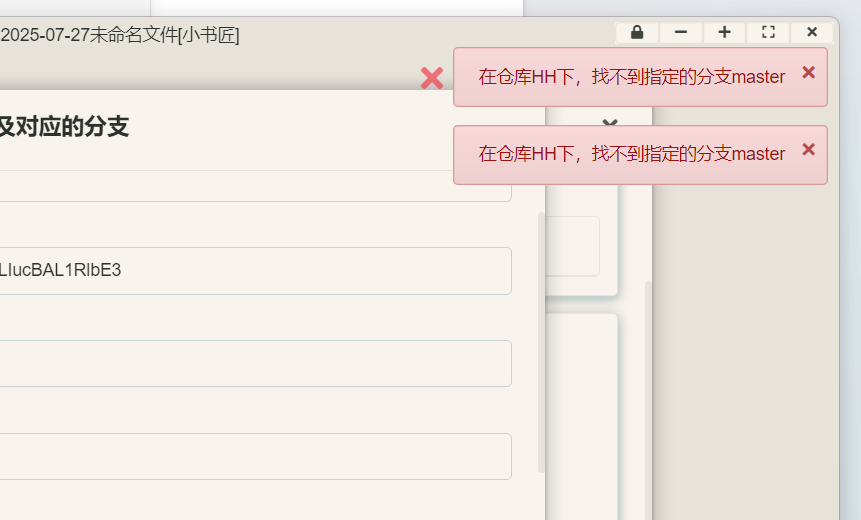 2025-07-27未命名文件[小书匠]
在仓库HH下，找不到指定的分支master
及对应的分支
在仓库HH下，找不到指定的分支master
LIucBAL1RlbE3